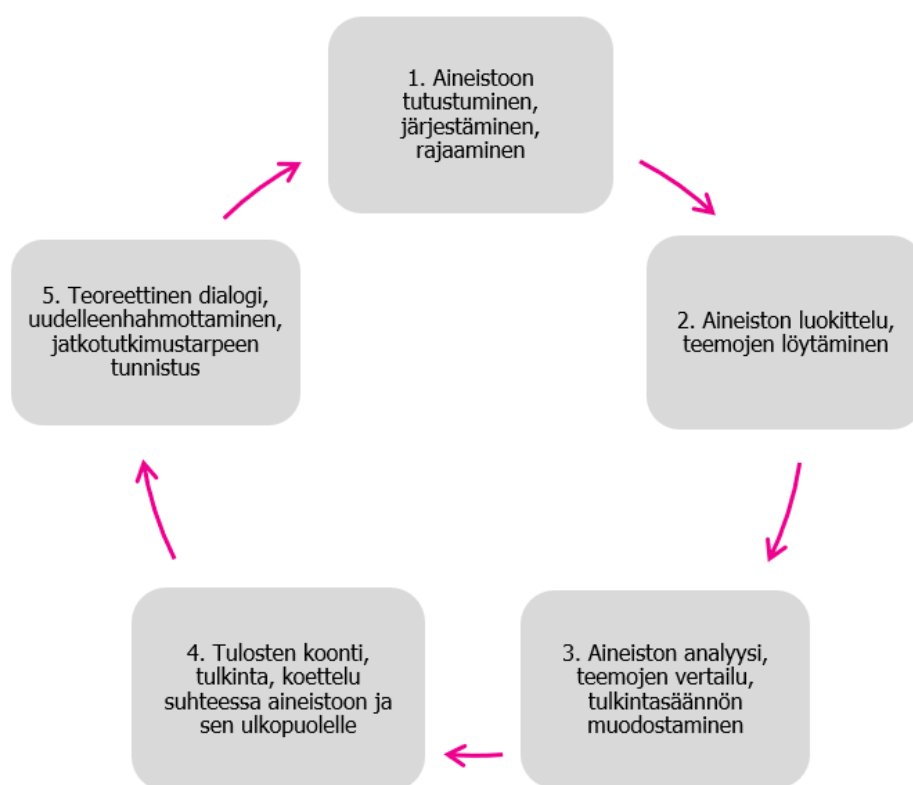 1. Aineistoon
tutustuminen,
järjestäminen,
rajaaminen
2. Aineiston luokittelu,
teemojen löytäminen
3. Aineiston analyysi,
teemojen vertailu,
tulkintasäännön
muodostaminen
4. Tulosten koonti,
tulkinta, koettelu
suhteessa aineistoon ja
sen ulkopuolelle
5. Teoreettinen dialogi,
uudelleenhahmottaminen,
jatkotutkimustarpeen
tunnistus